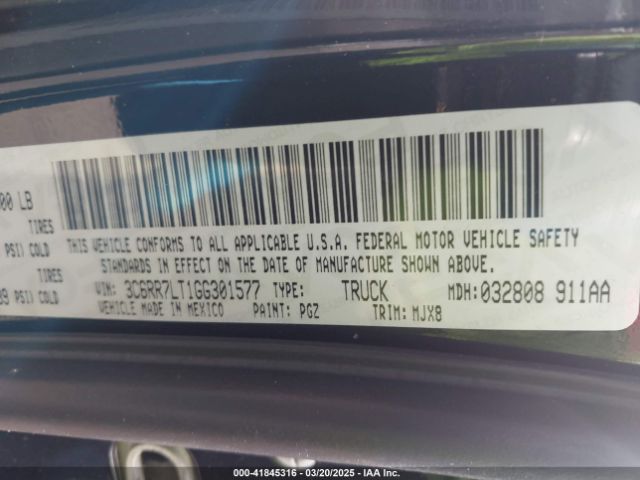 00 LB
TIRES
PSI COLD
TIRES
PSI COLD
THIS VEHICLE CONFORMS TO ALL APPLICABLE U.S.A. FEDERAL MOTOR VEHICLE SAFETY
STANDARDS IN EFFECT ON THE DATE OF MANUFACTURE SHOWN ABOVE.
VIN: 3C6RR7LT1GG301577 TYPE: TRUCK MDH:032808 911AA
VEHICLE MADE IN MEXICO PAINT: PGZ TRIM: MJX8
000-41845316 | 03/20/2025 | IAA Inc.